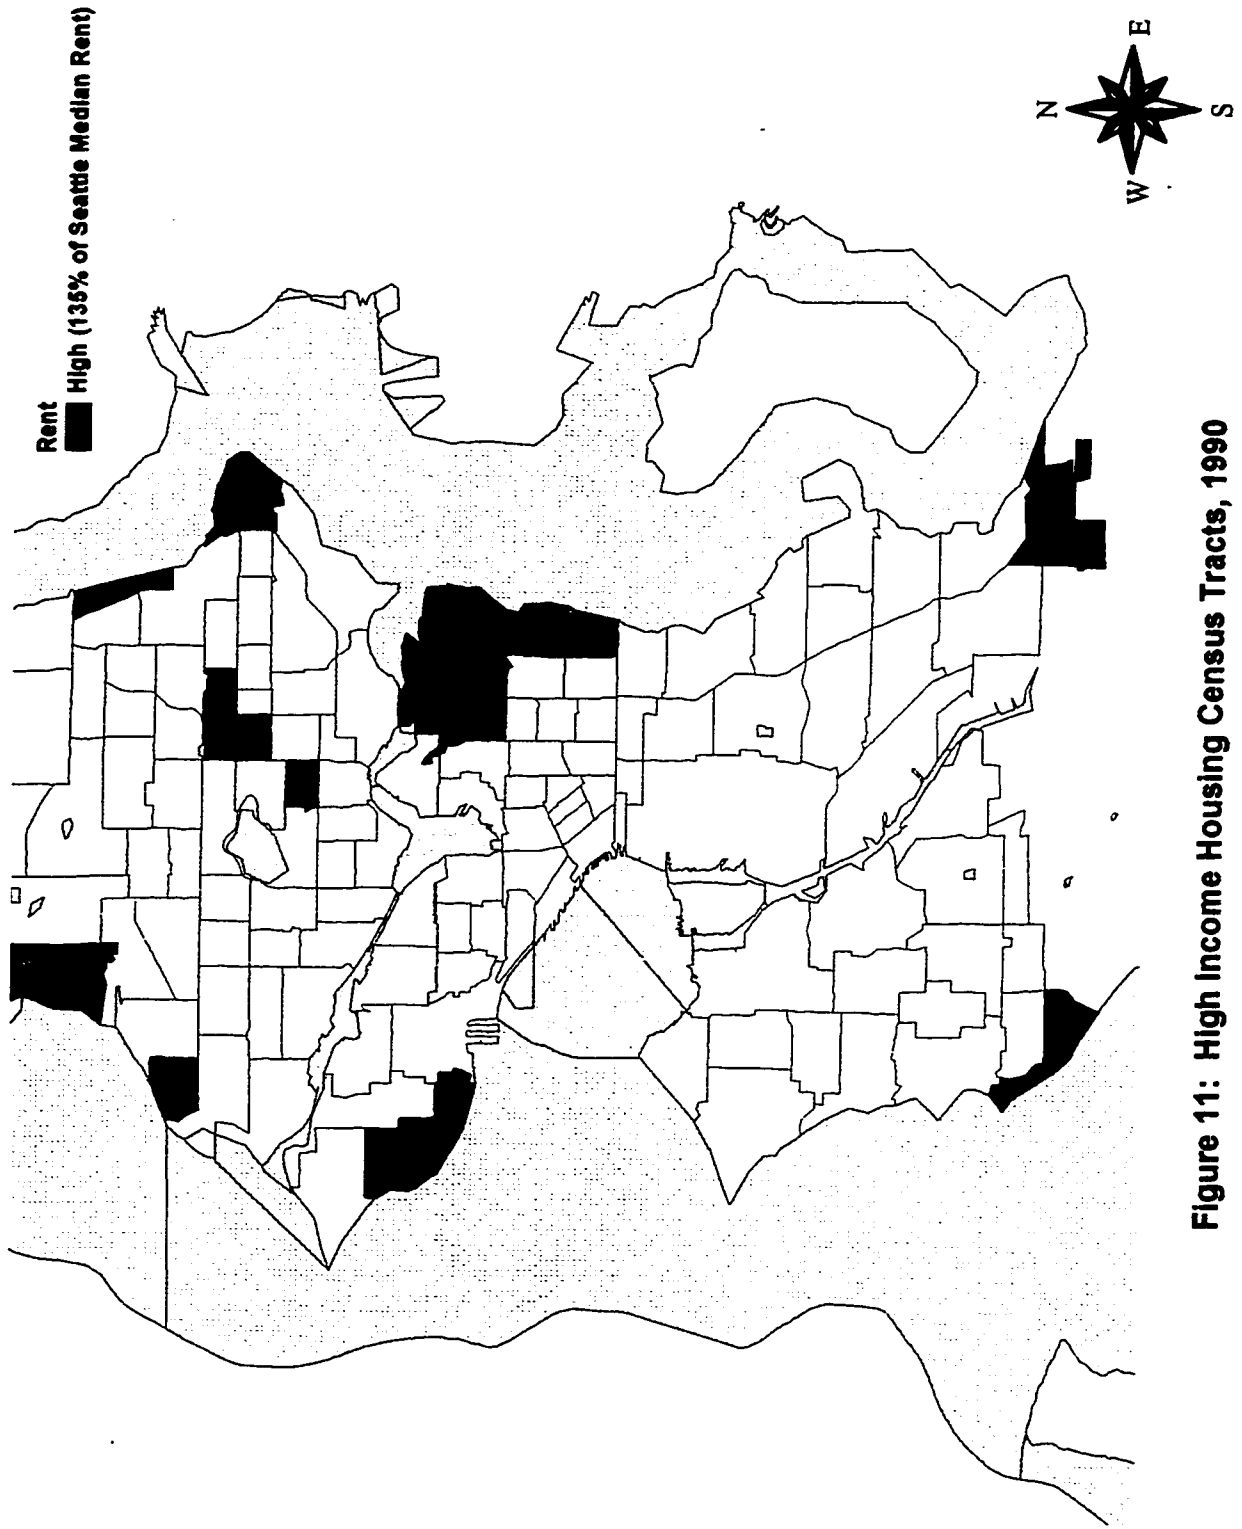 Rent
High (135% of Seattle Median Rent)
N
E
W
S
Figure 11: High Income Housing Census Tracts, 1990